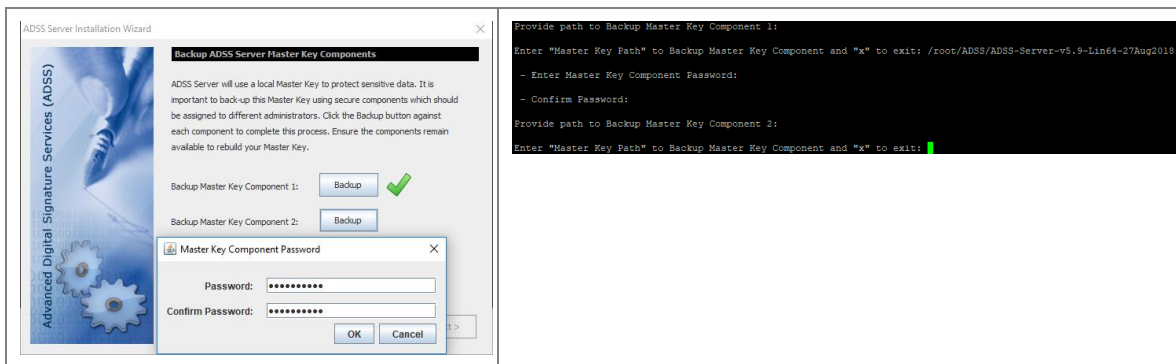 ADSS Server Installation Wizard
Advanced Digital Signature Services (ADSS)
Backup ADSS Server Master Key Components
ADSS Server will use a local Master Key to protect sensitive data. It is
important to back-up this Master Key using secure components which should
be assigned to different administrators. Click the Backup button against
each component to complete this process. Ensure the components remain
available to rebuild your Master Key.
Backup Master Key Component 1: Backup
Backup Master Key Component 2: Backup
Master Key Component Password
Password: ••••••••••
Confirm Password: ••••••••••
OK Cancel
Provide path to Backup Master Key Component 1:
Enter "Master Key Path" to Backup Master Key Component and "x" to exit: /root/ADSS/ADSS-Server-v5.9-Lin64-27Aug2018
- Enter Master Key Component Password:
- Confirm Password:
Provide path to Backup Master Key Component 2:
Enter "Master Key Path" to Backup Master Key Component and "x" to exit: